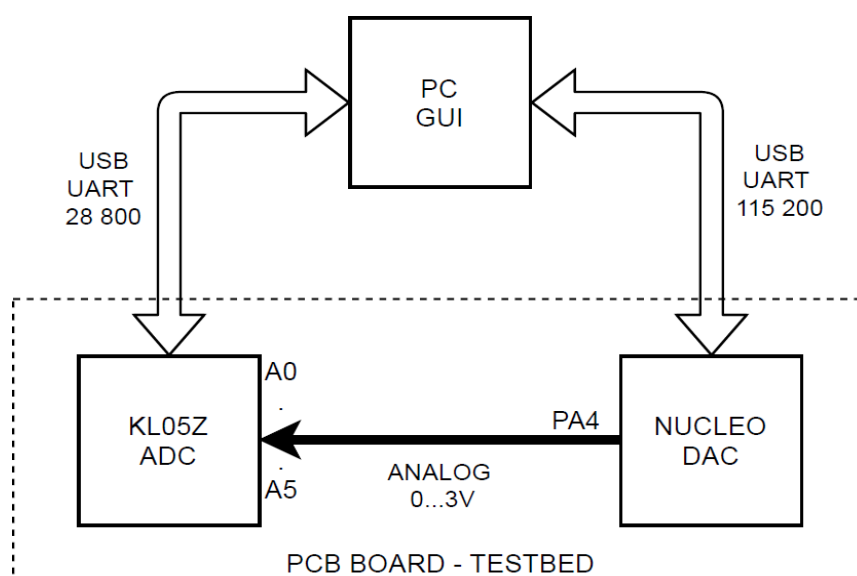 PC
GUI
USB
UART
28 800
USB
UART
115 200
KL05Z
ADC
A0
.
.
A5
PA4
ANALOG
0...3V
NUCLEO
DAC
PCB BOARD - TESTBED